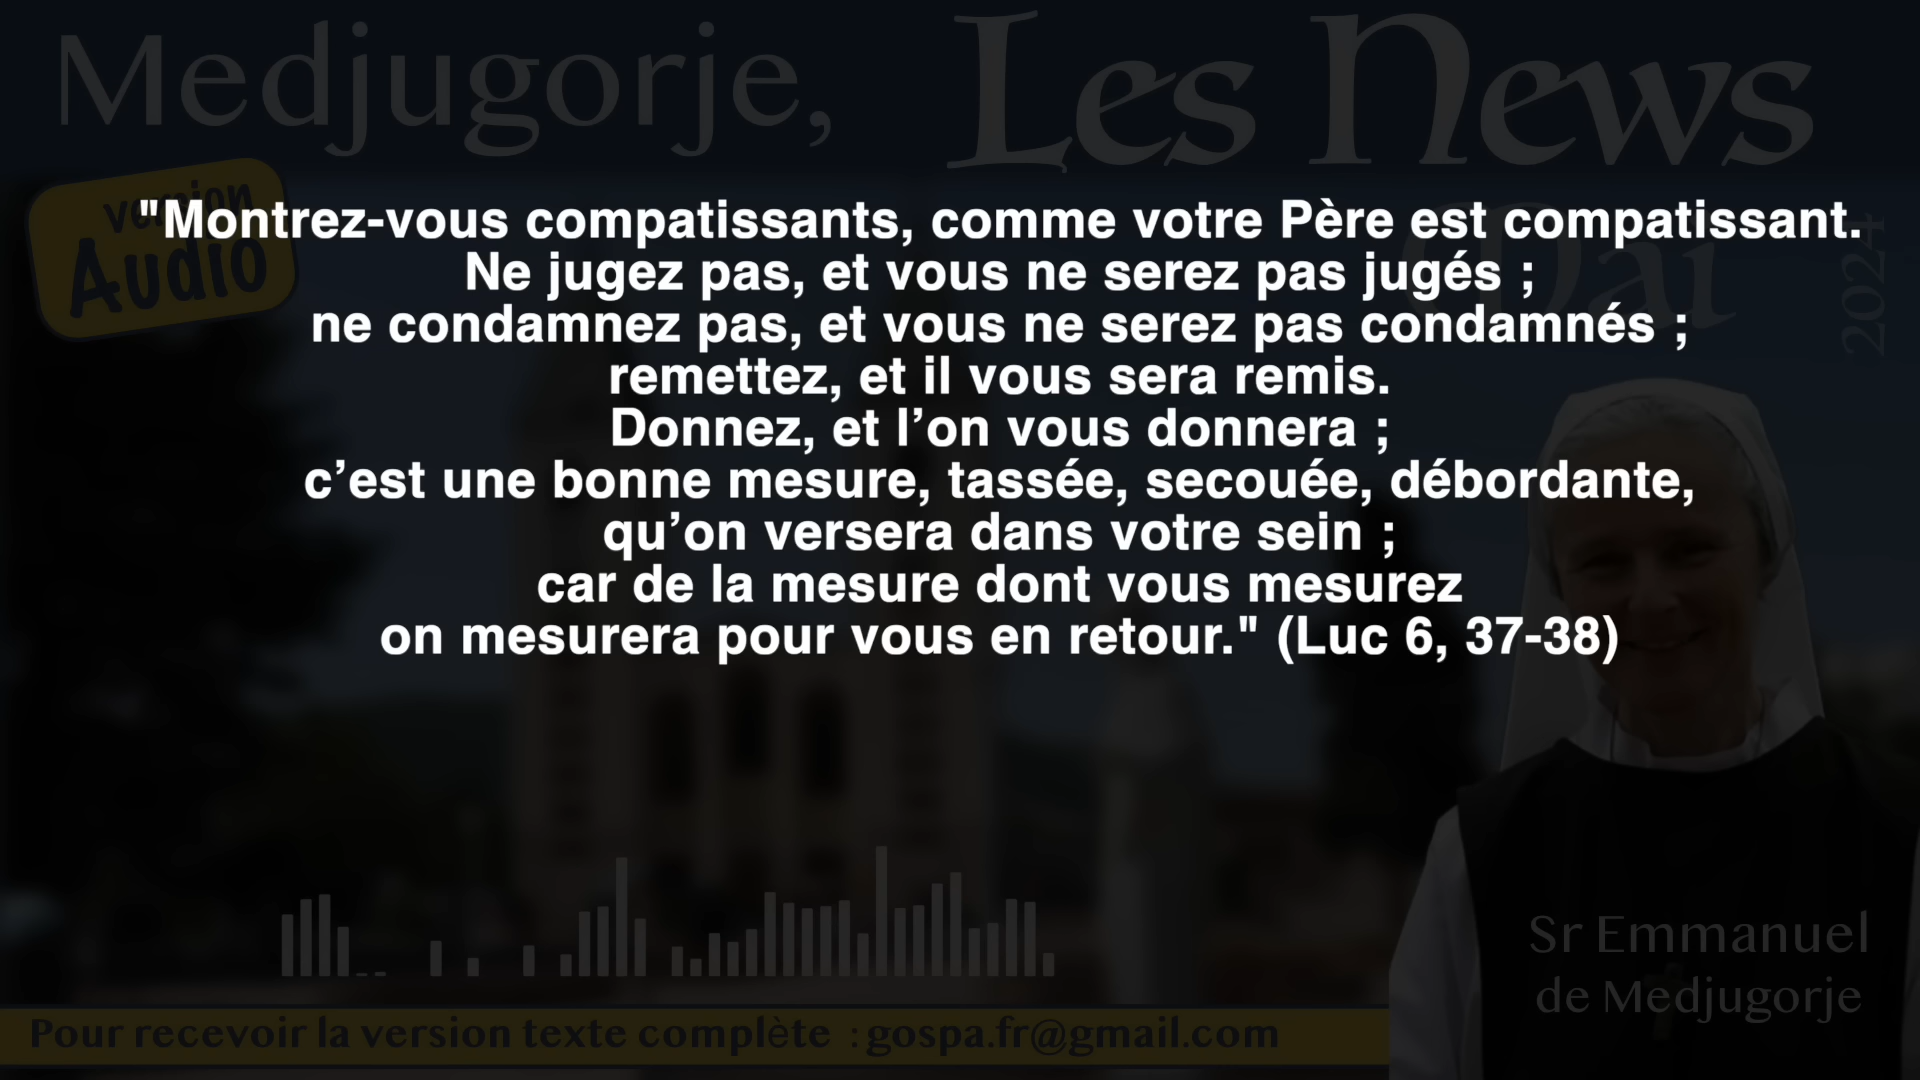 Medjugorje, Les News
version
Audio
Mai
2024
"Montrez-vous compatissants, comme votre Père est compatissant.
Ne jugez pas, et vous ne serez pas jugés ;
ne condamnez pas, et vous ne serez pas condamnés ;
remettez, et il vous sera remis.
Donnez, et l’on vous donnera ;
c’est une bonne mesure, tassée, secouée, débordante,
qu’on versera dans votre sein ;
car de la mesure dont vous mesurez
on mesurera pour vous en retour." (Luc 6, 37-38)
Sr Emmanuel
de Medjugorje
Pour recevoir la version texte complète : gospa.fr@gmail.com